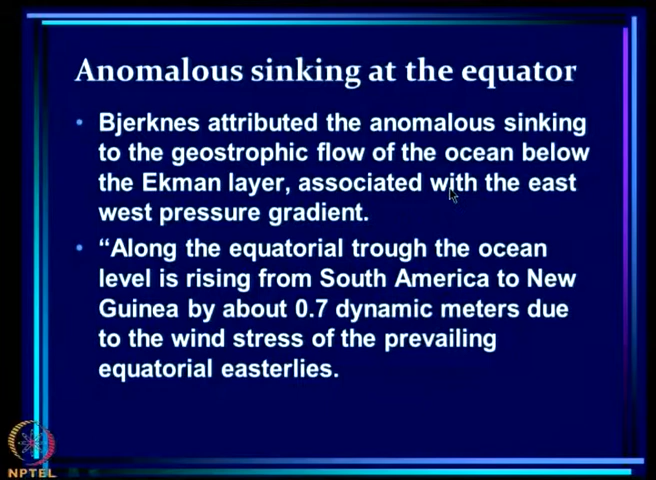 Anomalous sinking at the equator
• Bjerknes attributed the anomalous sinking
to the geostrophic flow of the ocean below
the Ekman layer, associated with the east
west pressure gradient.
• “Along the equatorial trough the ocean
level is rising from South America to New
Guinea by about 0.7 dynamic meters due
to the wind stress of the prevailing
equatorial easterlies.
NPTEL